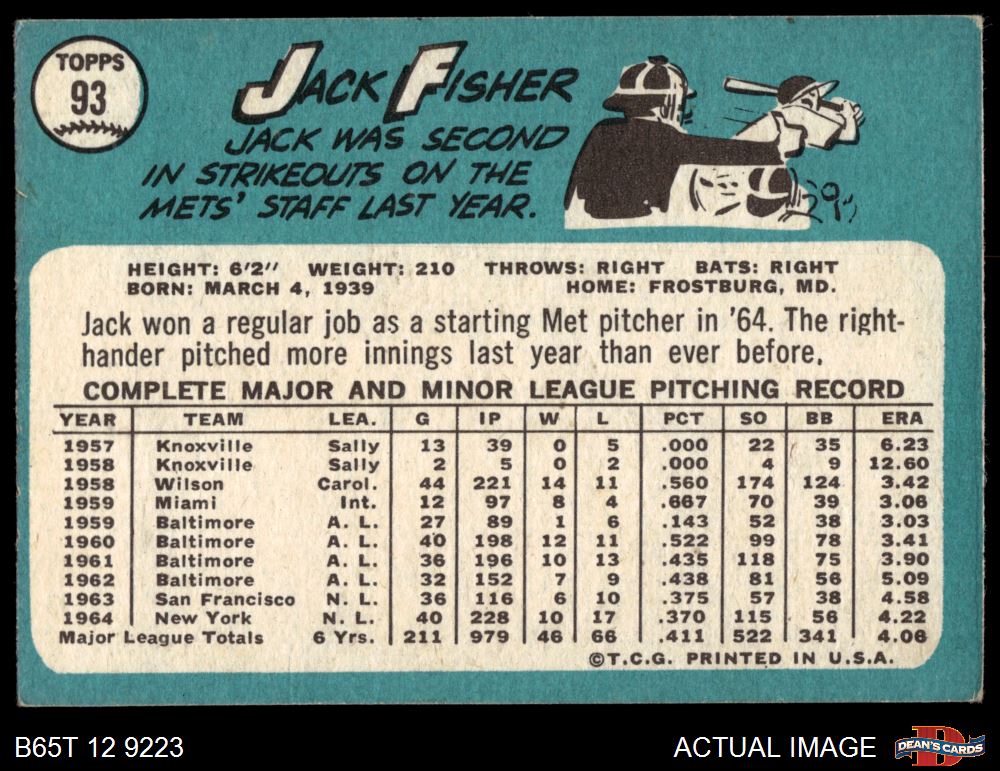 TOPPS
93
JACK FISHER
JACK WAS SECOND
IN STRIKEOUTS ON THE
METS' STAFF LAST YEAR.
HEIGHT: 6'2" WEIGHT: 210 THROWS: RIGHT BATS: RIGHT
BORN: MARCH 4, 1939 HOME: FROSTBURG, MD.
Jack won a regular job as a starting Met pitcher in '64. The right-
hander pitched more innings last year than ever before.
COMPLETE MAJOR AND MINOR LEAGUE PITCHING RECORD
YEAR TEAM LEA. G IP W L PCT SO BB ERA
1957 Knoxville Sally 13 39 0 5 .000 22 35 6.23
1958 Knoxville Sally 2 5 0 2 .000 4 9 12.60
1958 Wilson Carol. 44 221 14 11 .560 174 124 3.42
1959 Miami Int. 12 97 8 4 .667 70 39 3.06
1959 Baltimore A. L. 27 89 1 6 .143 52 38 3.03
1960 Baltimore A. L. 40 198 12 11 .522 99 78 3.41
1961 Baltimore A. L. 36 196 10 13 .435 118 75 3.90
1962 Baltimore A. L. 32 152 7 9 .438 81 56 5.09
1963 San Francisco N. L. 36 116 6 10 .375 57 38 4.58
1964 New York N. L. 40 228 10 17 .370 115 56 4.22
Major League Totals 6 Yrs. 211 979 46 66 .411 522 341 4.06
©T.C.G. PRINTED IN U.S.A.
B65T 12 9223
ACTUAL IMAGE
DEAN'S CARDS